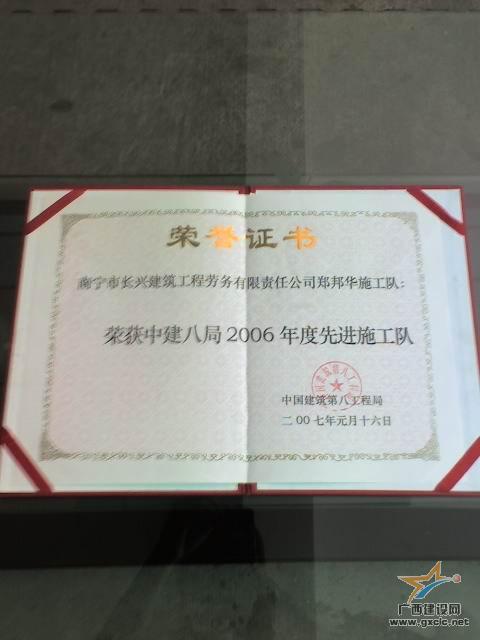 荣誉证书
南宁市长兴建筑工程劳务有限责任公司郑邦华施工队:
荣获中建八局2006年度先进施工队
中国建筑第八工程局
二00七年元月十六日
广西建设网
www.gxcic.net